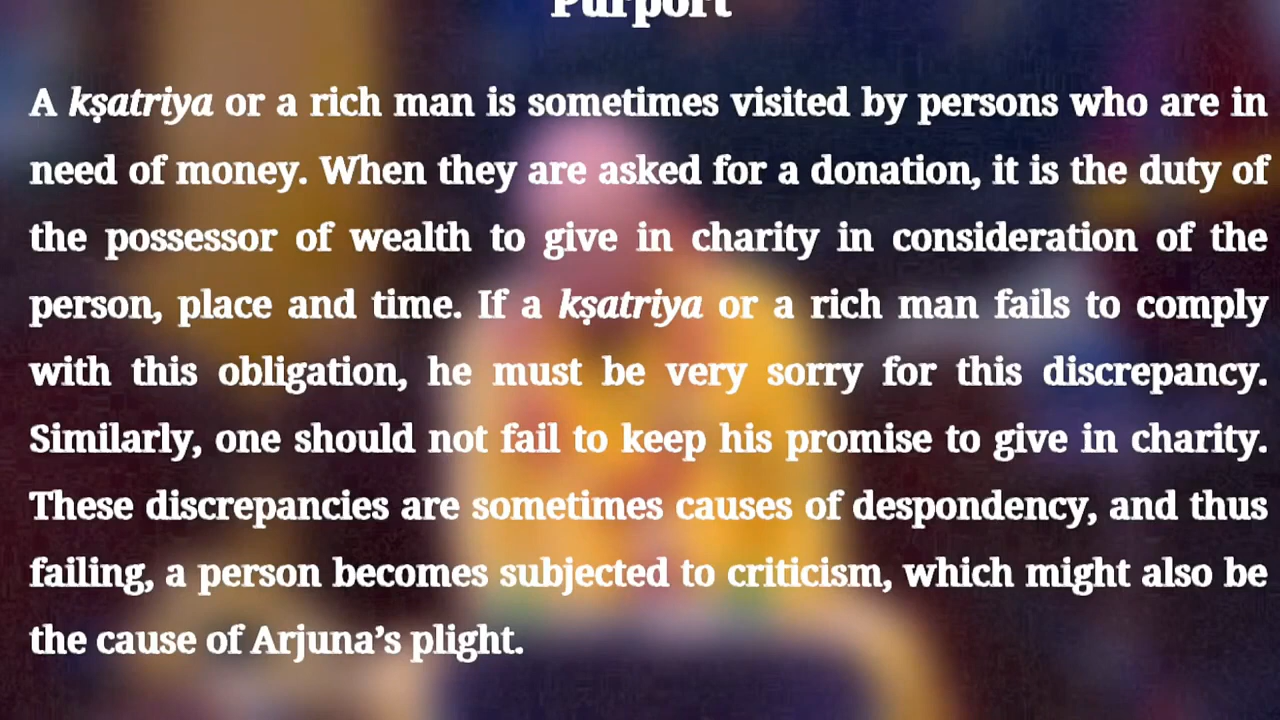 Purport
A kṣatriya or a rich man is sometimes visited by persons who are in
need of money. When they are asked for a donation, it is the duty of
the possessor of wealth to give in charity in consideration of the
person, place and time. If a kṣatriya or a rich man fails to comply
with this obligation, he must be very sorry for this discrepancy.
Similarly, one should not fail to keep his promise to give in charity.
These discrepancies are sometimes causes of despondency, and thus
failing, a person becomes subjected to criticism, which might also be
the cause of Arjuna’s plight.